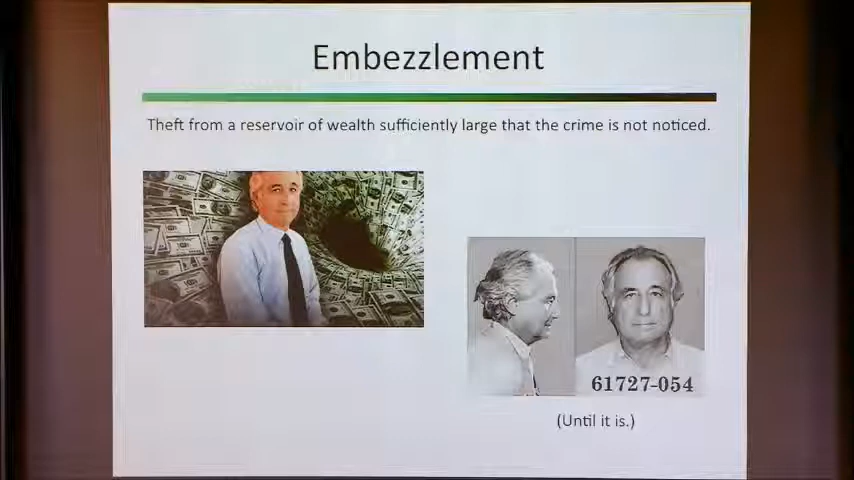 Embezzlement
Theft from a reservoir of wealth sufficiently large that the crime is not noticed.
61727-054
(Until it is.)